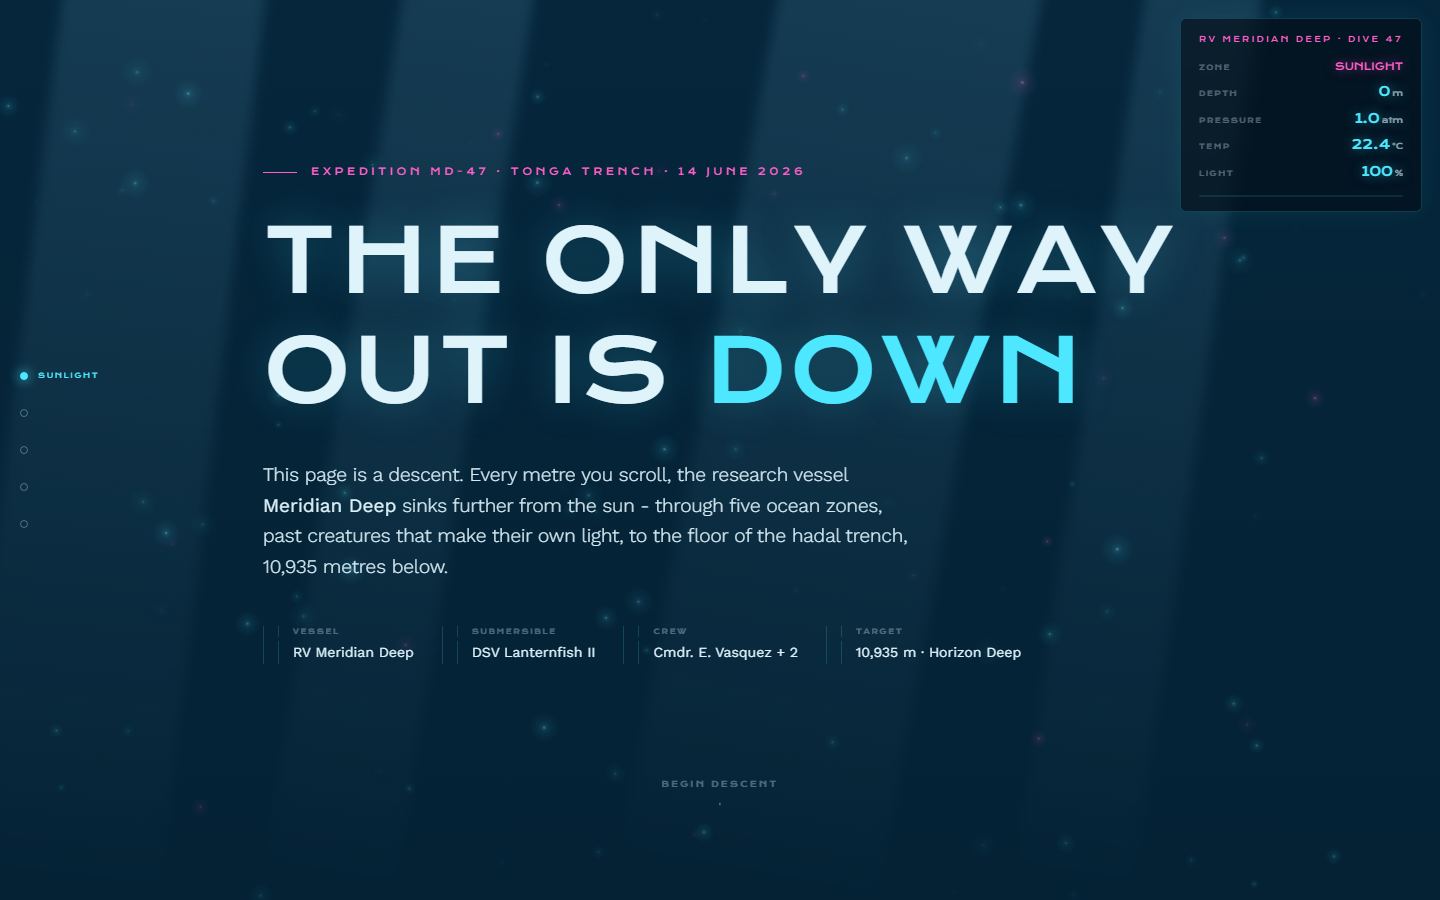 RV MERIDIAN DEEP · DIVE 47
ZONE SUNLIGHT
DEPTH 0 m
PRESSURE 1.0 atm
TEMP 22.4 °C
LIGHT 100 %
EXPEDITION MD-47 · TONGA TRENCH · 14 JUNE 2026
THE ONLY WAY
OUT IS DOWN
SUNLIGHT
This page is a descent. Every metre you scroll, the research vessel
Meridian Deep sinks further from the sun - through five ocean zones,
past creatures that make their own light, to the floor of the hadal trench,
10,935 metres below.
VESSEL SUBMERSIBLE CREW TARGET
RV Meridian Deep DSV Lanternfish II Cmdr. E. Vasquez + 2 10,935 m · Horizon Deep
BEGIN DESCENT